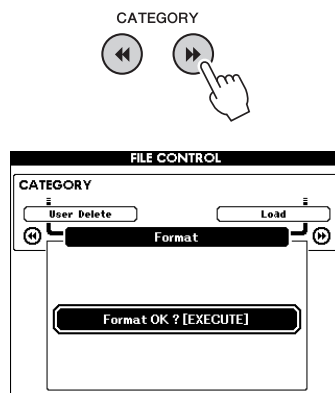 CATEGORY
FILE CONTROL
CATEGORY
User Delete Load
Format
Format OK ? [EXECUTE]